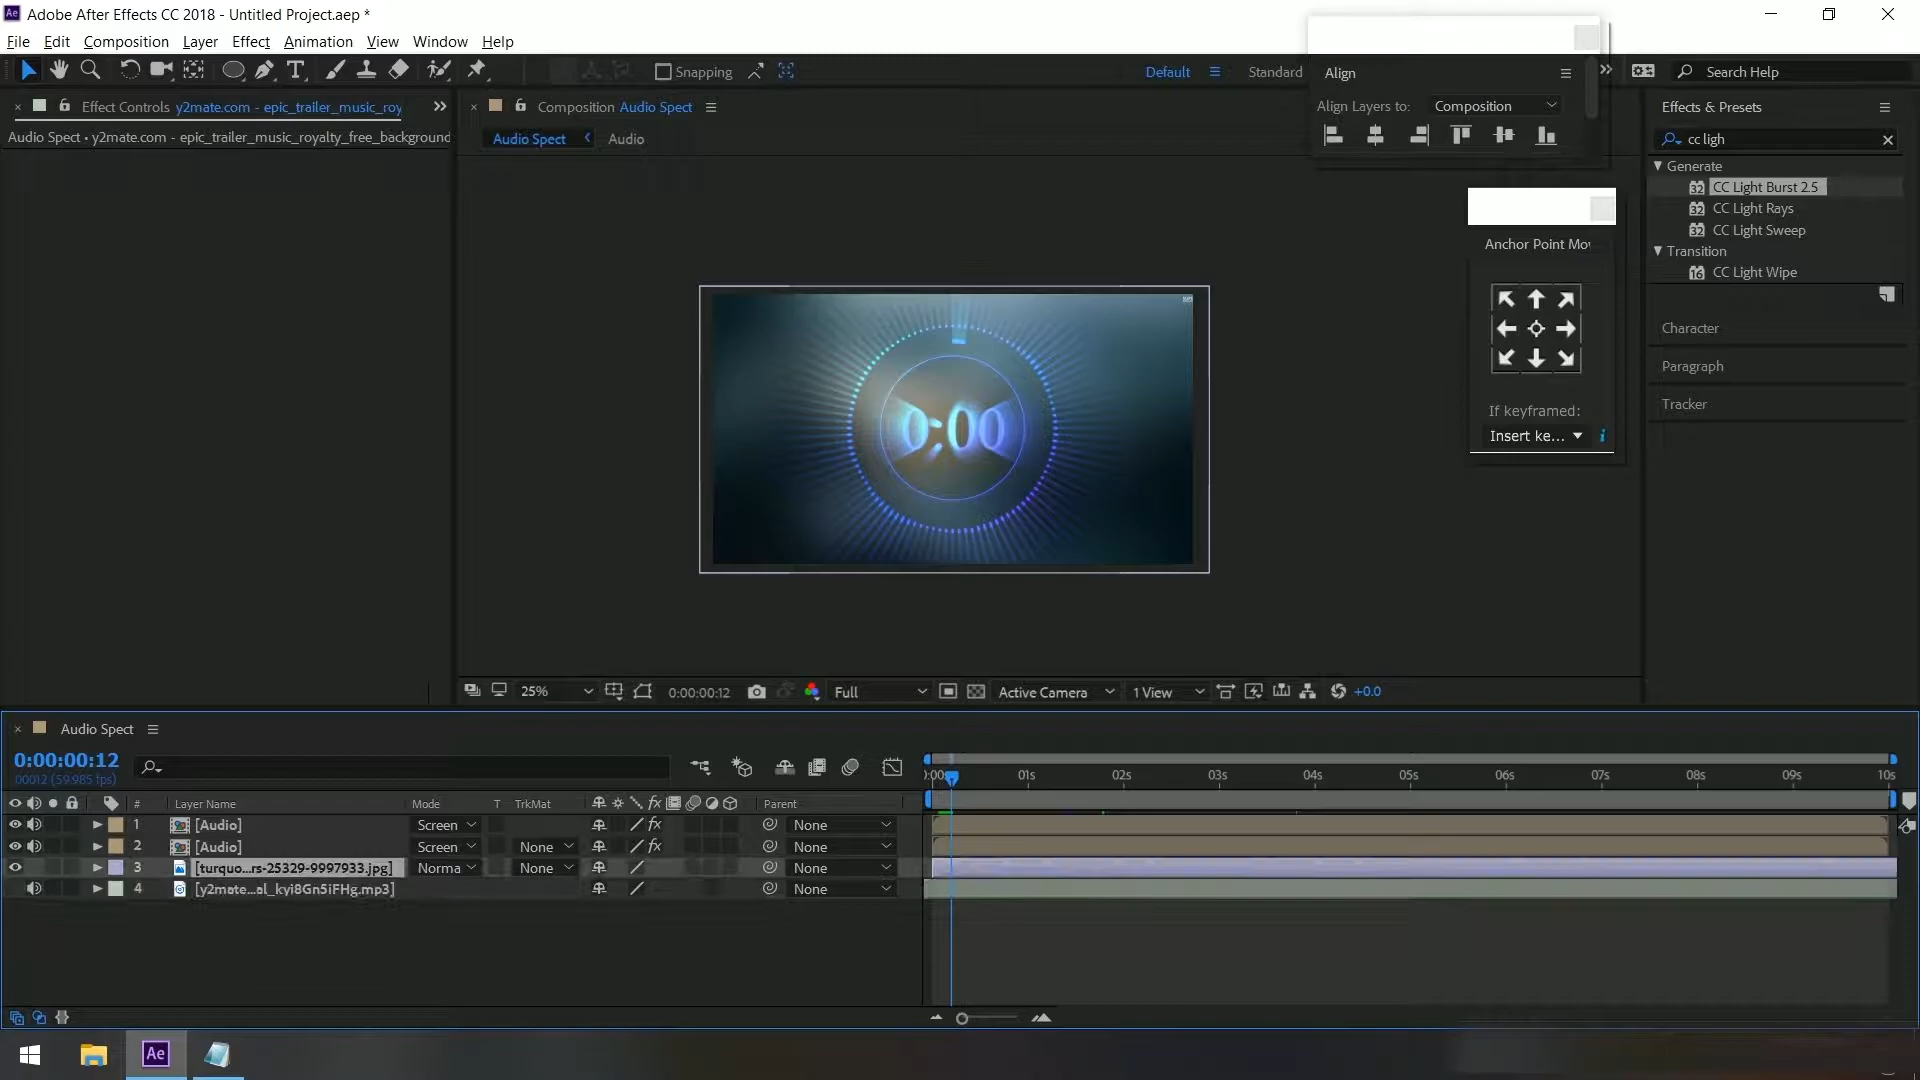 Adobe After Effects CC 2018 - Untitled Project.aep *
File Edit Composition Layer Effect Animation View Window Help
Snapping
Default
Standard
Search Help
Align
Align Layers to: Composition
Effect Controls y2mate.com - epic_trailer_music_roy
Audio Spect • y2mate.com - epic_trailer_music_royalty_free_background
Composition Audio Spect
Audio Spect
Audio
Effects & Presets
cc ligh
Generate
CC Light Burst 2.5
CC Light Rays
CC Light Sweep
Transition
CC Light Wipe
Character
Paragraph
Tracker
Anchor Point Mo
If keyframed:
Insert ke...
0:00
25%
0:00:00:12
Full
Active Camera
1 View
+0.0
Audio Spect
0:00:00:12
00012 (59.985 fps)
:00s 01s 02s 03s 04s 05s 06s 07s 08s 09s 10s
# Layer Name Mode T TrkMat Parent
1 [Audio] Screen None
2 [Audio] Screen None None
3 [turquo...rs-25329-9997933.jpg] Norma None None
4 [y2mate...al_kyi8Gn5iFHg.mp3] None
Ae